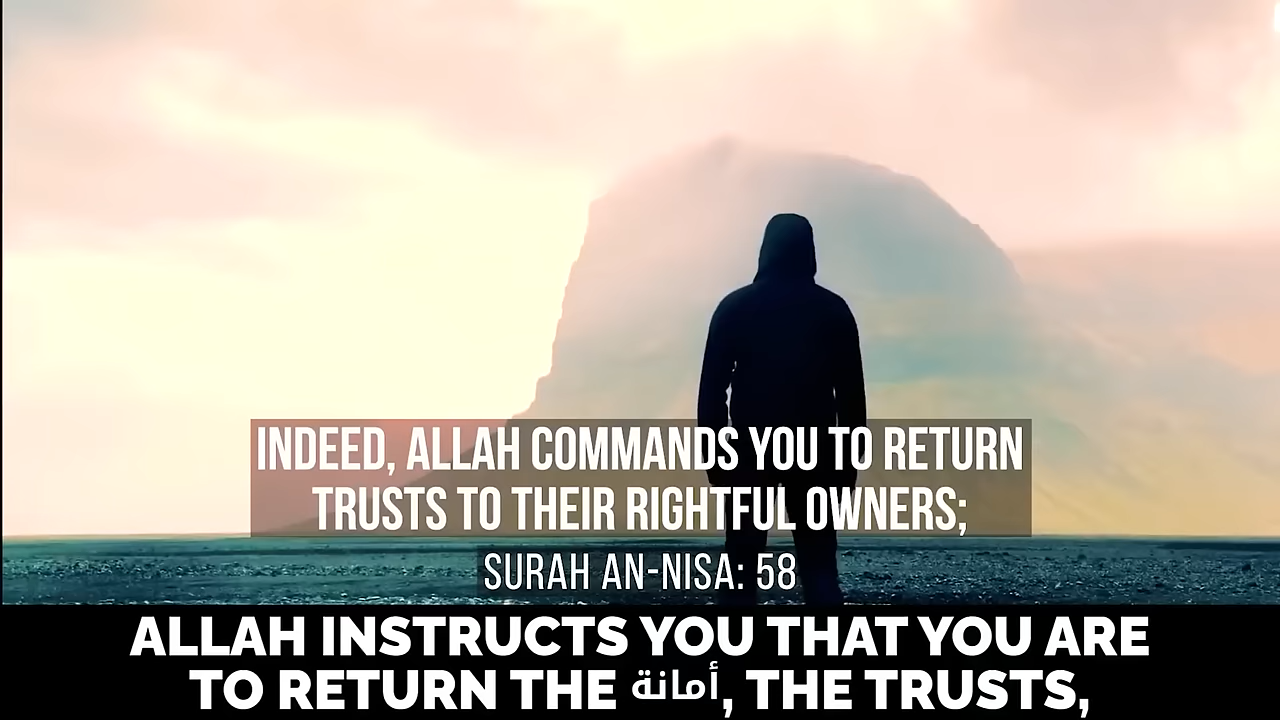 INDEED, ALLAH COMMANDS YOU TO RETURN
TRUSTS TO THEIR RIGHTFUL OWNERS;
SURAH AN-NISA: 58
ALLAH INSTRUCTS YOU THAT YOU ARE
TO RETURN THE أمانة, THE TRUSTS,